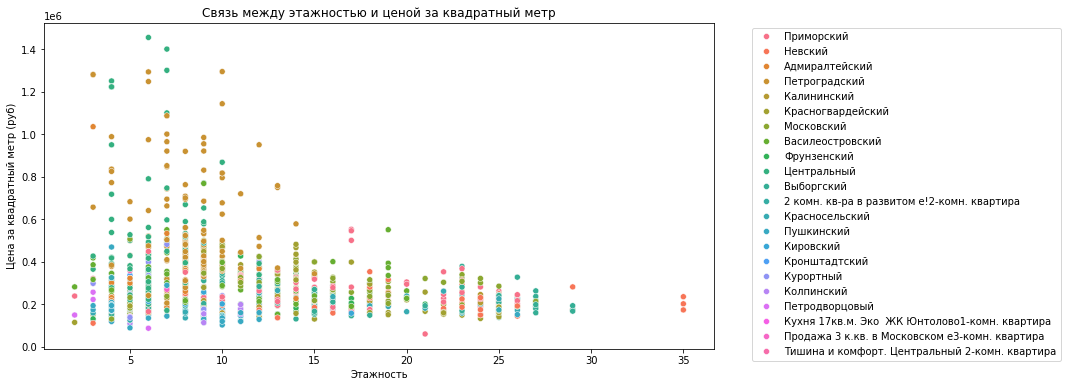 Связь между этажностью и ценой за квадратный метр
1e6
1.4
1.2
1.0
0.8
0.6
0.4
0.2
0.0
Цена за квадратный метр (руб)
5 10 15 20 25 30 35
Этажность
Приморский
Невский
Адмиралтейский
Петроградский
Калининский
Красногвардейский
Московский
Василеостровский
Фрунзенский
Центральный
Выборгский
2 комн. кв-ра в развитом е!2-комн. квартира
Красносельский
Пушкинский
Кировский
Кронштадтский
Курортный
Колпинский
Петродворцовый
Кухня 17кв.м. Эко  ЖК Юнтолово1-комн. квартира
Продажа 3 к.кв. в Московском е3-комн. квартира
Тишина и комфорт. Центральный 2-комн. квартира